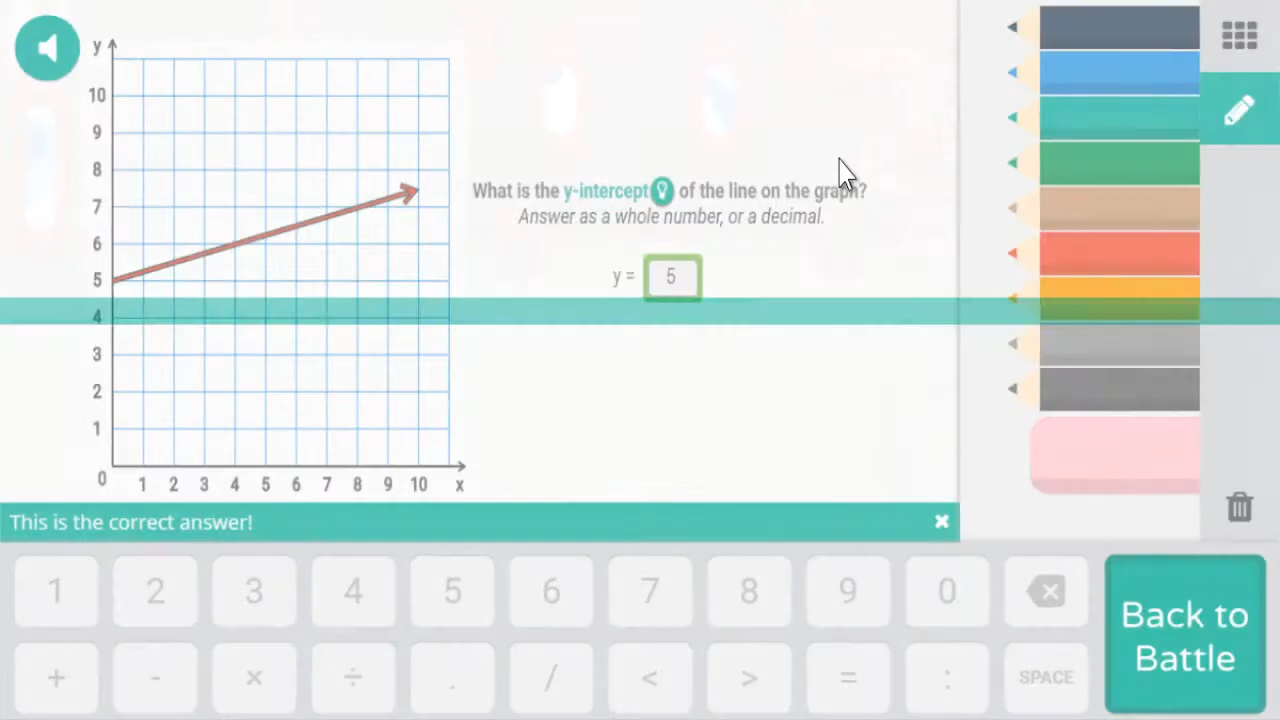 y
10
9
8
7
6
5
4
3
2
1
0
1 2 3 4 5 6 7 8 9 10 x
What is the y-intercept of the line on the graph?
Answer as a whole number, or a decimal.
y = 5
This is the correct answer!
1 2 3 4 5 6 7 8 9 0
+ - × ÷ . / < > = : SPACE
Back to
Battle